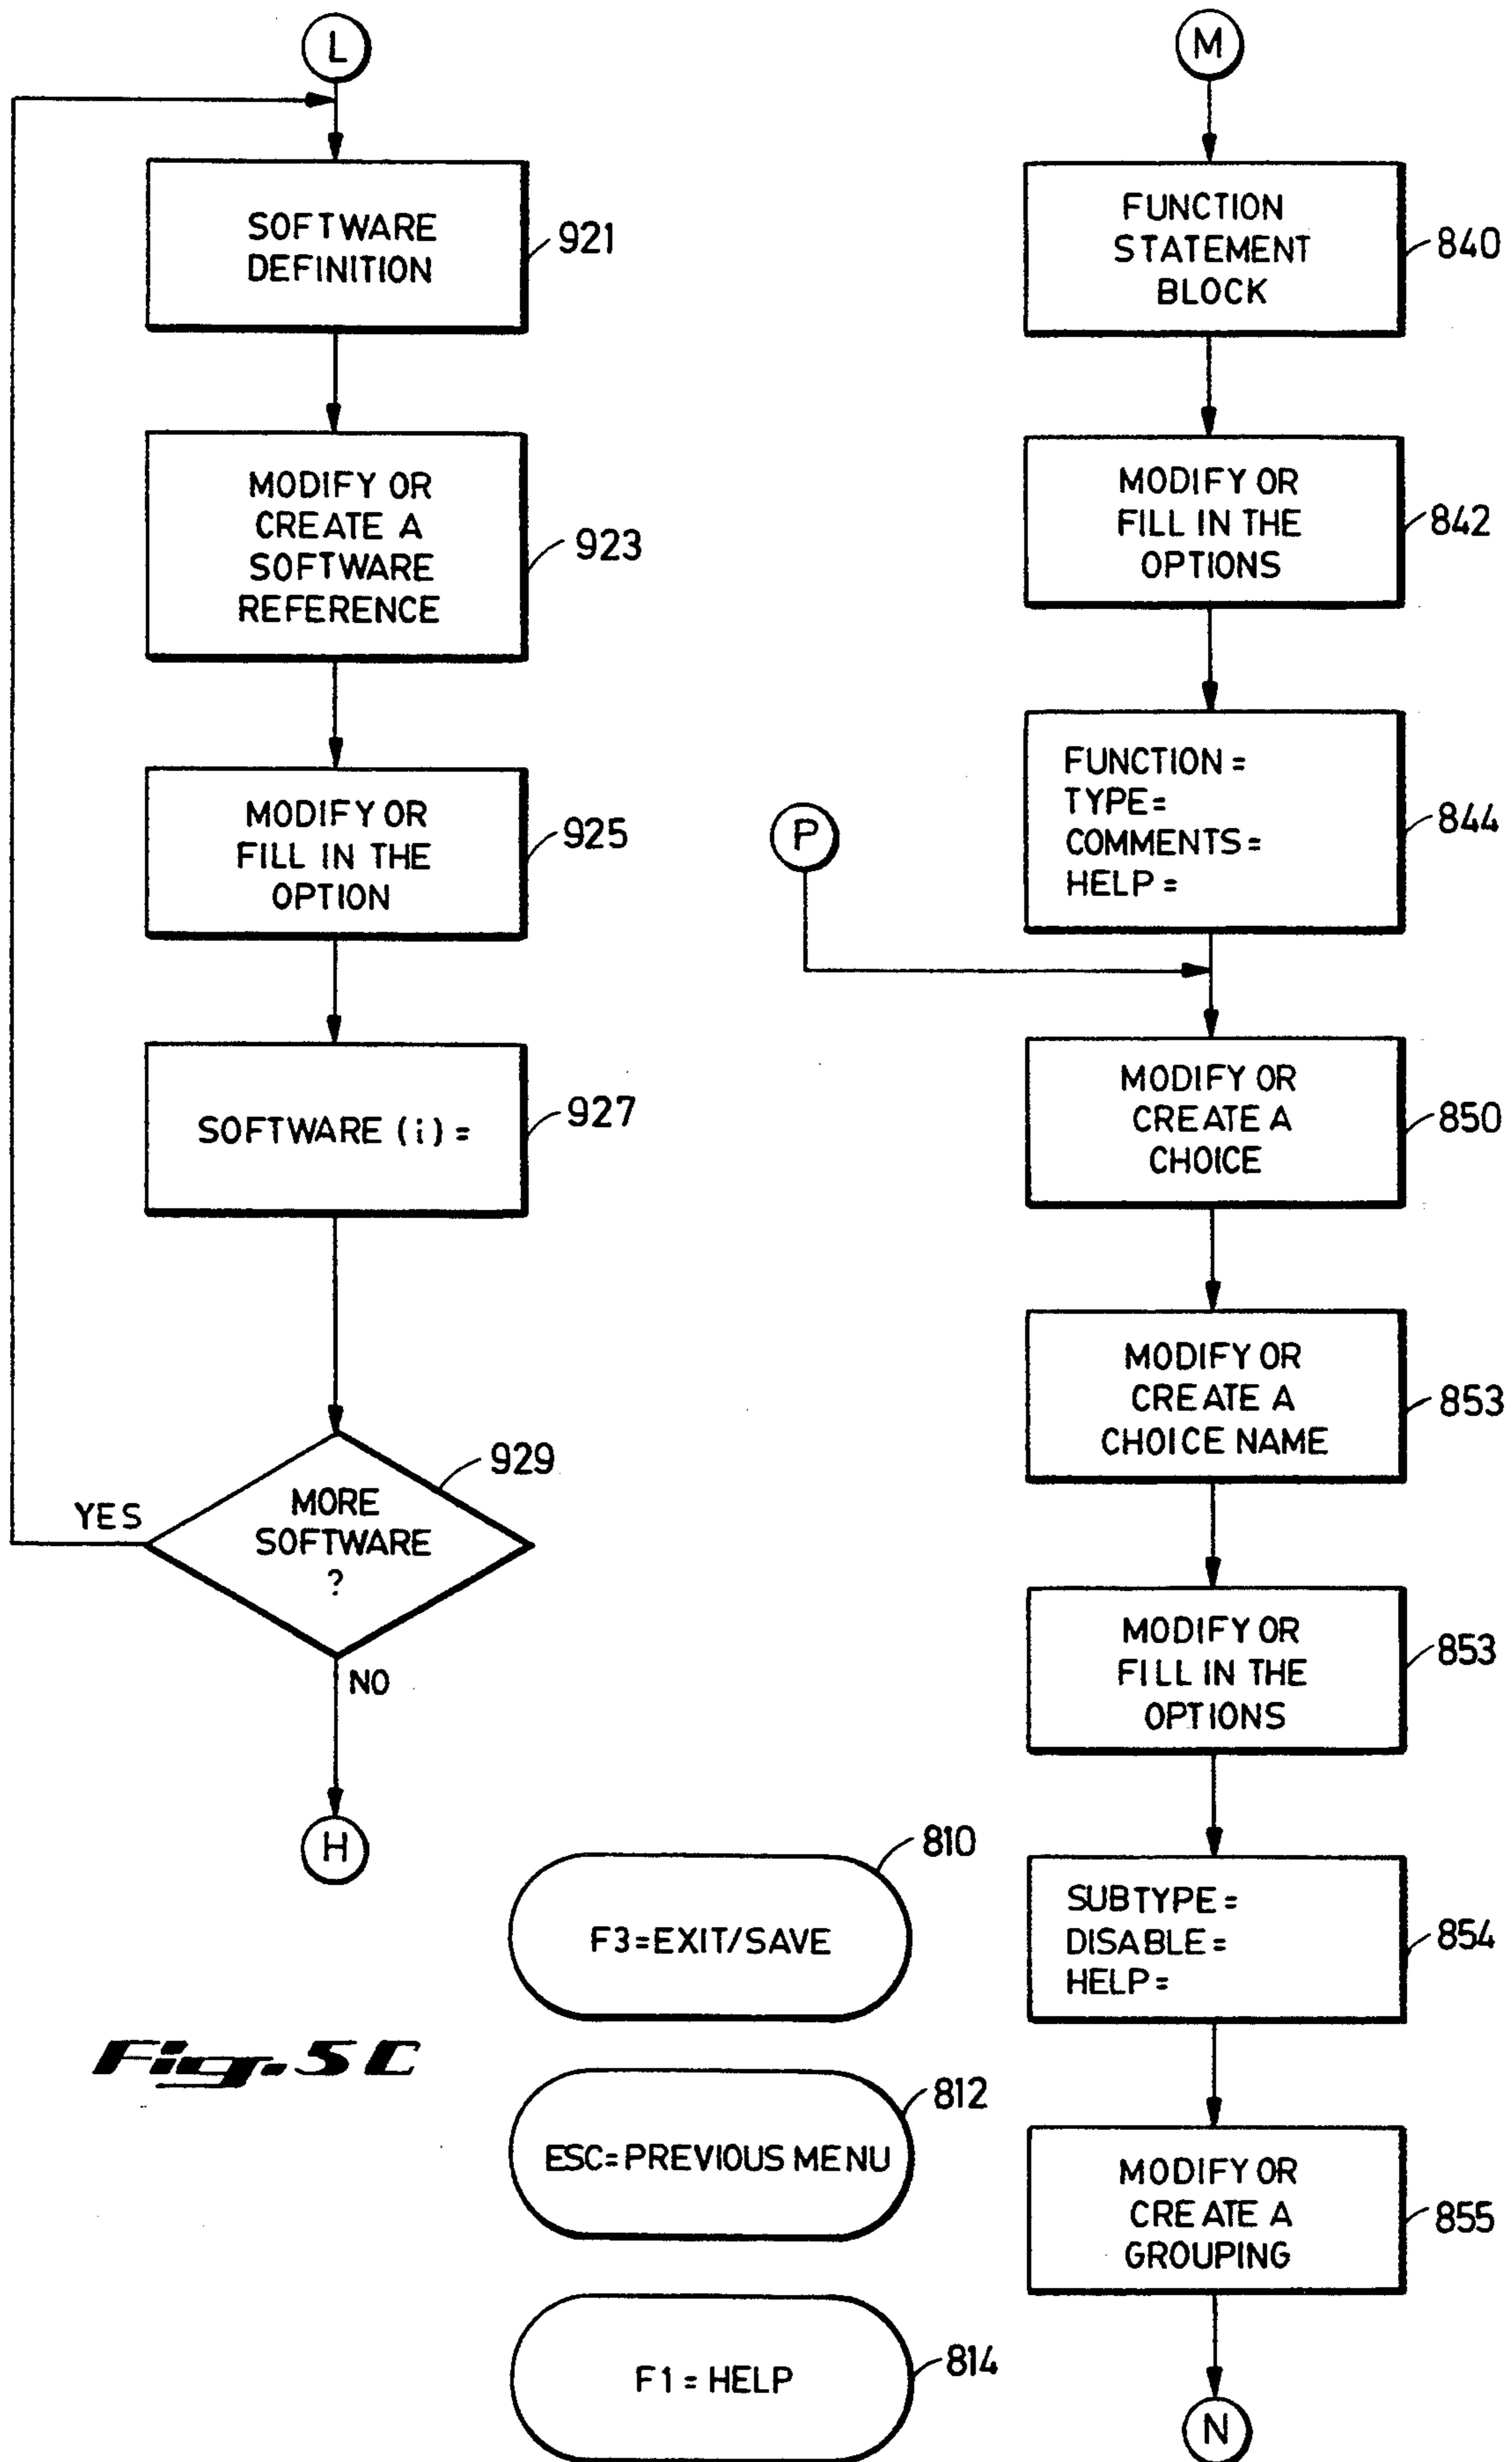 L
SOFTWARE
DEFINITION
921
MODIFY OR
CREATE A
SOFTWARE
REFERENCE
923
MODIFY OR
FILL IN THE
OPTION
925
SOFTWARE (i) =
927
929
MORE
SOFTWARE
?
YES
NO
H
M
FUNCTION
STATEMENT
BLOCK
840
MODIFY OR
FILL IN THE
OPTIONS
842
FUNCTION =
TYPE=
COMMENTS=
HELP =
844
P
MODIFY OR
CREATE A
CHOICE
850
MODIFY OR
CREATE A
CHOICE NAME
853
MODIFY OR
FILL IN THE
OPTIONS
853
SUBTYPE=
DISABLE=
HELP=
854
MODIFY OR
CREATE A
GROUPING
855
N
810
F3=EXIT/SAVE
812
ESC=PREVIOUS MENU
814
F1 = HELP
Fig. 5C